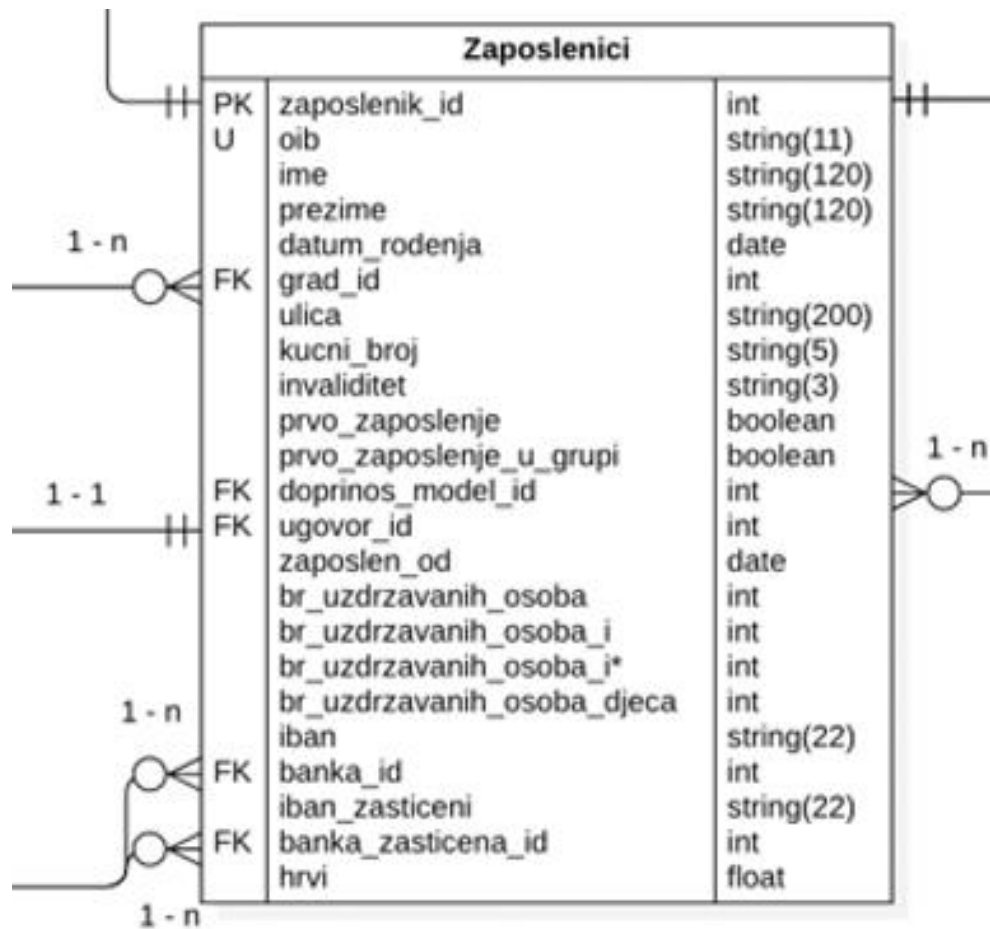 Zaposlenici
PK zaposlenik_id int
U oib string(11)
ime string(120)
prezime string(120)
1 - n
datum_rodenja date
FK grad_id int
ulica string(200)
kucni_broj string(5)
invaliditet string(3)
prvo_zaposlenje boolean
prvo_zaposlenje_u_grupi boolean
1 - n
1 - 1
FK doprinos_model_id int
FK ugovor_id int
zaposlen_od date
br_uzdrzavanih_osoba int
br_uzdrzavanih_osoba_i int
br_uzdrzavanih_osoba_i* int
br_uzdrzavanih_osoba_djeca int
1 - n
iban string(22)
FK banka_id int
iban_zasticeni string(22)
FK banka_zasticena_id int
hrvi float
1 - n